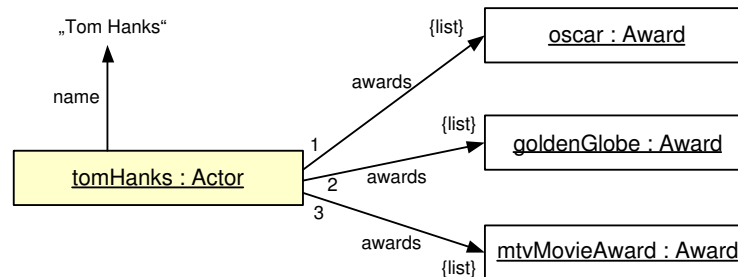 „Tom Hanks“
{list}
oscar : Award
awards
name
{list}
1
goldenGlobe : Award
tomHanks : Actor
2
awards
3
awards
mtvMovieAward : Award
{list}